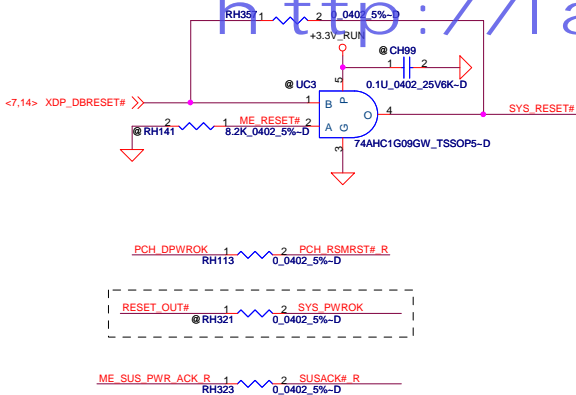 http://la
RH357 1 2 0_0402_5%~D
+3.3V_RUN
@ CH99
1 2
0.1U_0402_25V6K~D
@ UC3
5
<7,14> XDP_DBRESET# 1 B P
O 4 SYS_RESET#
2 1 ME_RESET# 2 A G
@ RH141 8.2K_0402_5%~D
74AHC1G09GW_TSSOP5~D
3
PCH_DPWROK 1 2 PCH_RSMRST#_R
RH113 0_0402_5%~D
RESET_OUT# 1 2 SYS_PWROK
@ RH321 0_0402_5%~D
ME_SUS_PWR_ACK_R 1 2 SUSACK#_R
RH323 0_0402_5%~D